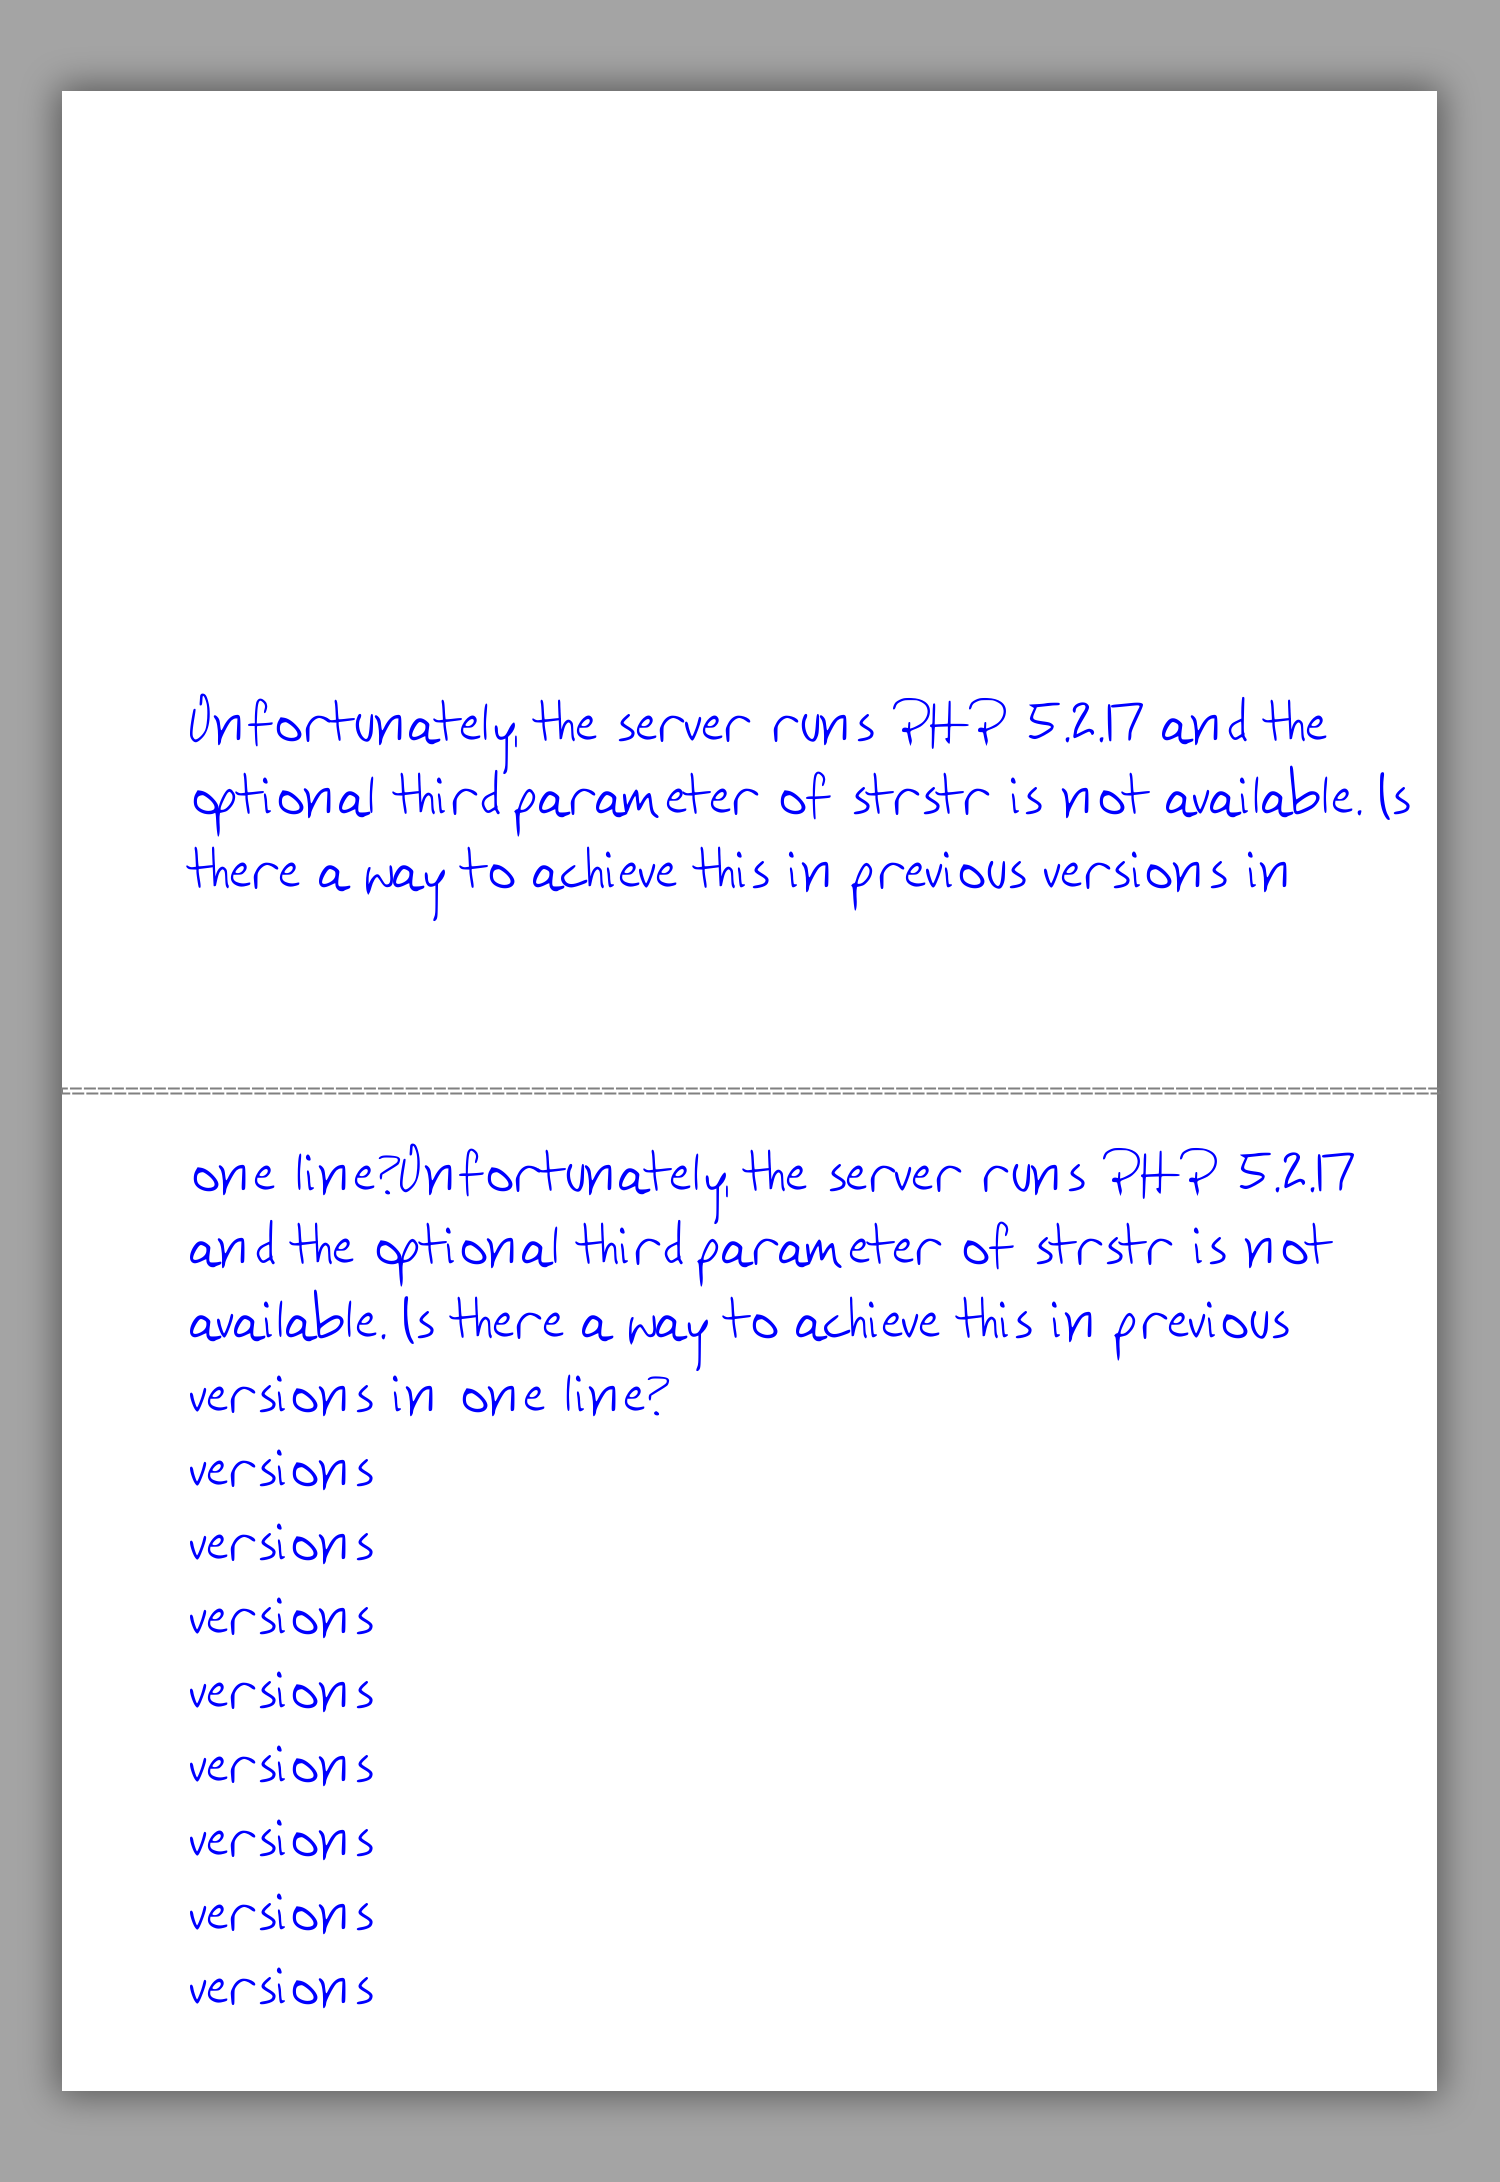 Unfortunately, the server runs PHP 5.2.17 and the
optional third parameter of strstr is not available. Is
there a way to achieve this in previous versions in
one line?Unfortunately, the server runs PHP 5.2.17
and the optional third parameter of strstr is not
available. Is there a way to achieve this in previous
versions in one line?
versions
versions
versions
versions
versions
versions
versions
versions